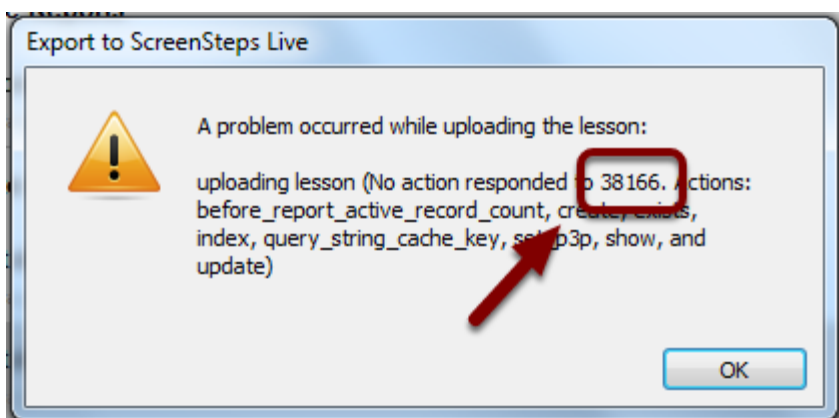 Export to ScreenSteps Live
A problem occurred while uploading the lesson:
uploading lesson (No action responded to 38166. Actions:
before_report_active_record_count, create, exists,
index, query_string_cache_key, show, and
update)
OK